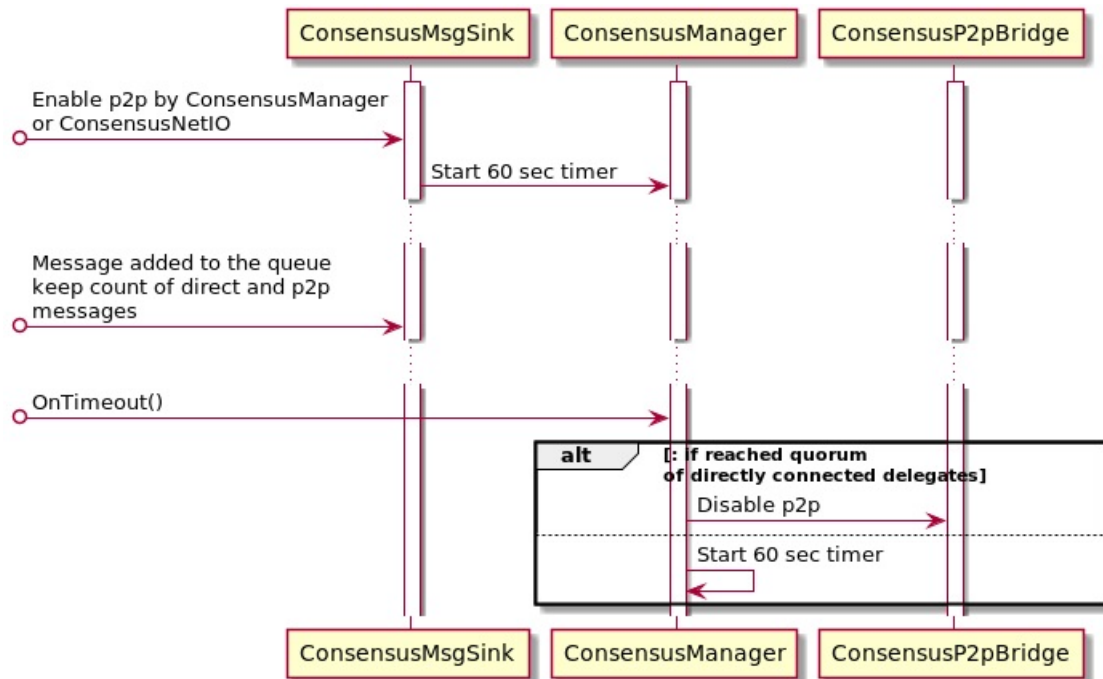 ConsensusMsgSink
ConsensusManager
ConsensusP2pBridge
Enable p2p by ConsensusManager
or ConsensusNetIO
Start 60 sec timer
Message added to the queue
keep count of direct and p2p
messages
OnTimeout()
alt
[: if reached quorum
of directly connected delegates]
Disable p2p
Start 60 sec timer
ConsensusMsgSink
ConsensusManager
ConsensusP2pBridge